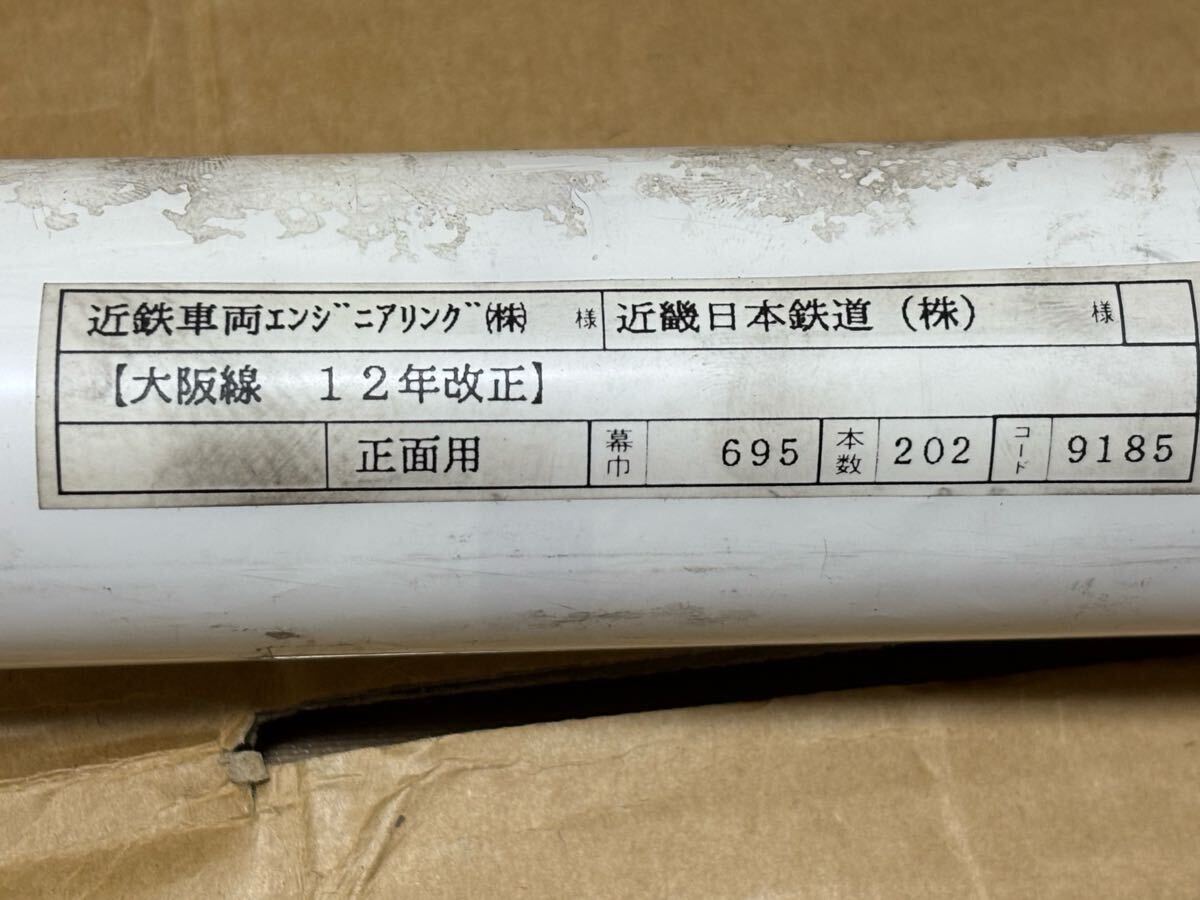 近鉄車両ｴﾝｼﾞﾆｱﾘﾝｸﾞ㈱ 様 近畿日本鉄道（株） 様
【大阪線　１２年改正】
正面用 幕巾 695 本数 202 コード 9185